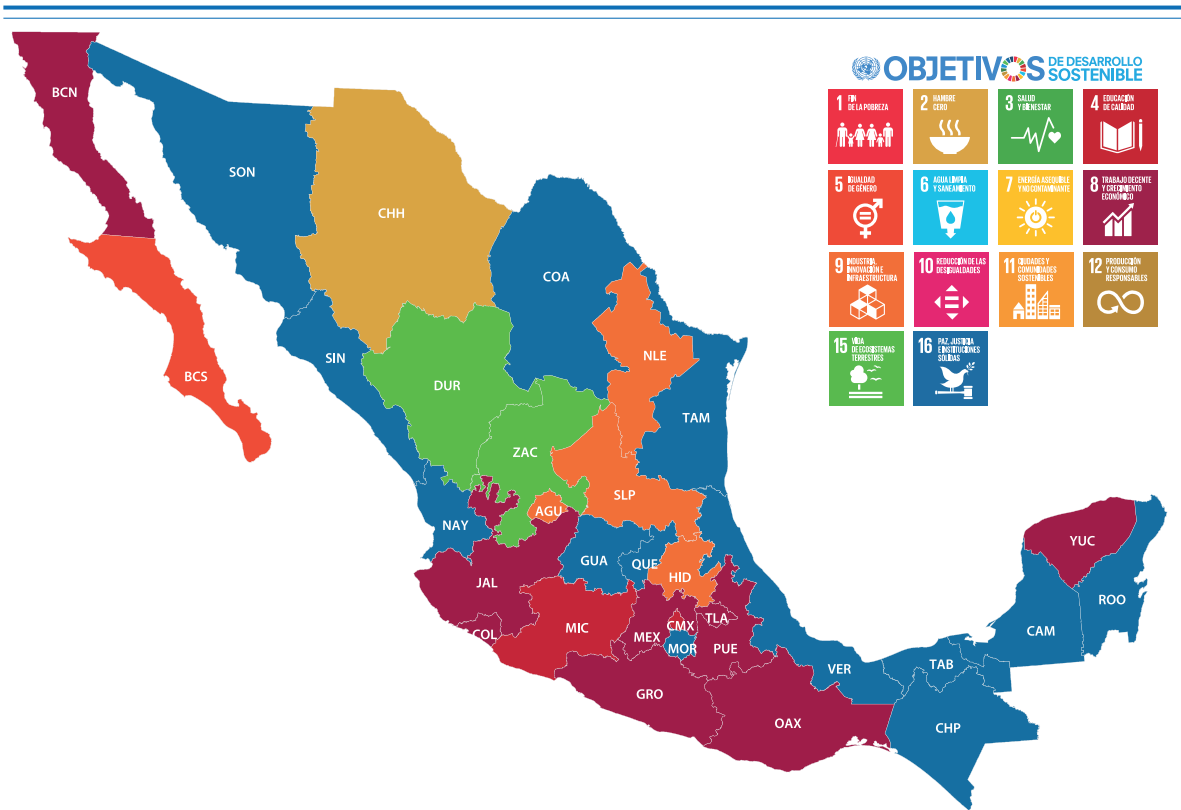 OBJETIVOS DE DESARROLLO
SOSTENIBLE
1 FIN
DE LA POBREZA
2 HAMBRE
CERO
3 SALUD
Y BIENESTAR
4 EDUCACIÓN
DE CALIDAD
5 IGUALDAD
DE GÉNERO
6 AGUA LIMPIA
Y SANEAMIENTO
7 ENERGÍA ASEQUIBLE
Y NO CONTAMINANTE
8 TRABAJO DECENTE
Y CRECIMIENTO
ECONÓMICO
9 INDUSTRIA,
INNOVACIÓN E
INFRAESTRUCTURA
10 REDUCCIÓN DE LAS
DESIGUALDADES
11 CIUDADES Y
COMUNIDADES
SOSTENIBLES
12 PRODUCCIÓN
Y CONSUMO
RESPONSABLES
15 VIDA
DE ECOSISTEMAS
TERRESTRES
16 PAZ, JUSTICIA
E INSTITUCIONES
SÓLIDAS
BCN
SON
CHH
COA
BCS
SIN
DUR
NLE
TAM
ZAC
SLP
AGU
NAY
GUA
QUE
HID
JAL
COL
MIC
MEX
CMX
TLA
MOR
PUE
GRO
OAX
VER
TAB
CHP
CAM
YUC
ROO